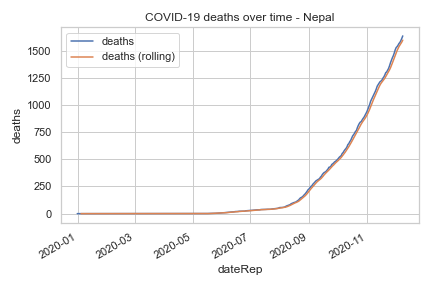 COVID-19 deaths over time - Nepal
deaths
deaths (rolling)
deaths
1500
1250
1000
750
500
250
0
2020-01
2020-03
2020-05
2020-07
2020-09
2020-11
dateRep